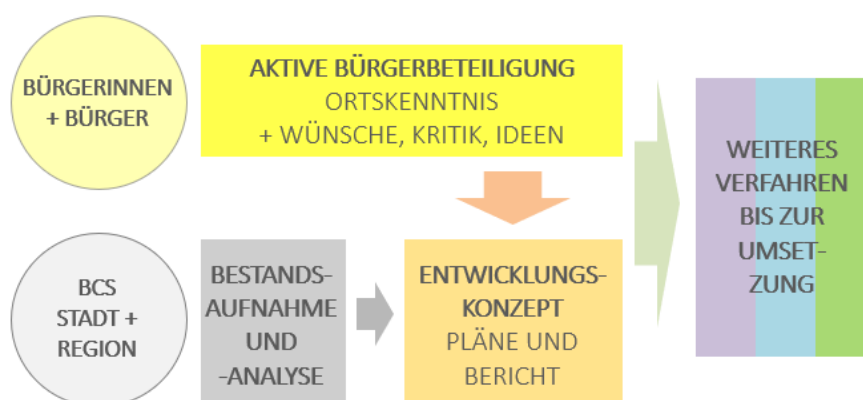 BÜRGERINNEN
+ BÜRGER
AKTIVE BÜRGERBETEILIGUNG
ORTSKENNTNIS
+ WÜNSCHE, KRITIK, IDEEN
BCS
STADT +
REGION
BESTANDS-
AUFNAHME
UND
-ANALYSE
ENTWICKLUNGS-
KONZEPT
PLÄNE UND
BERICHT
WEITERES
VERFAHREN
BIS ZUR
UMSET-
ZUNG